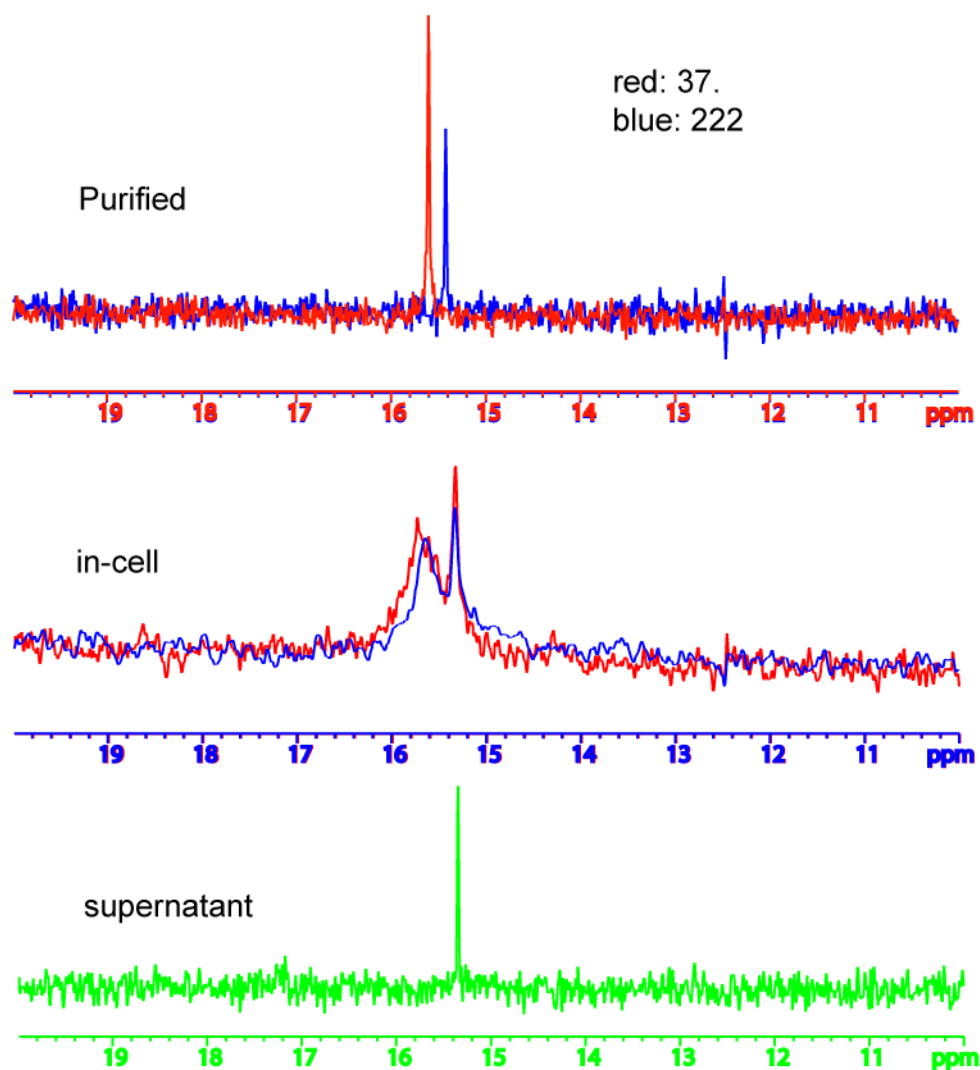 red: 37.
blue: 222
Purified
19 18 17 16 15 14 13 12 11 ppm
in-cell
19 18 17 16 15 14 13 12 11 ppm
supernatant
19 18 17 16 15 14 13 12 11 ppm